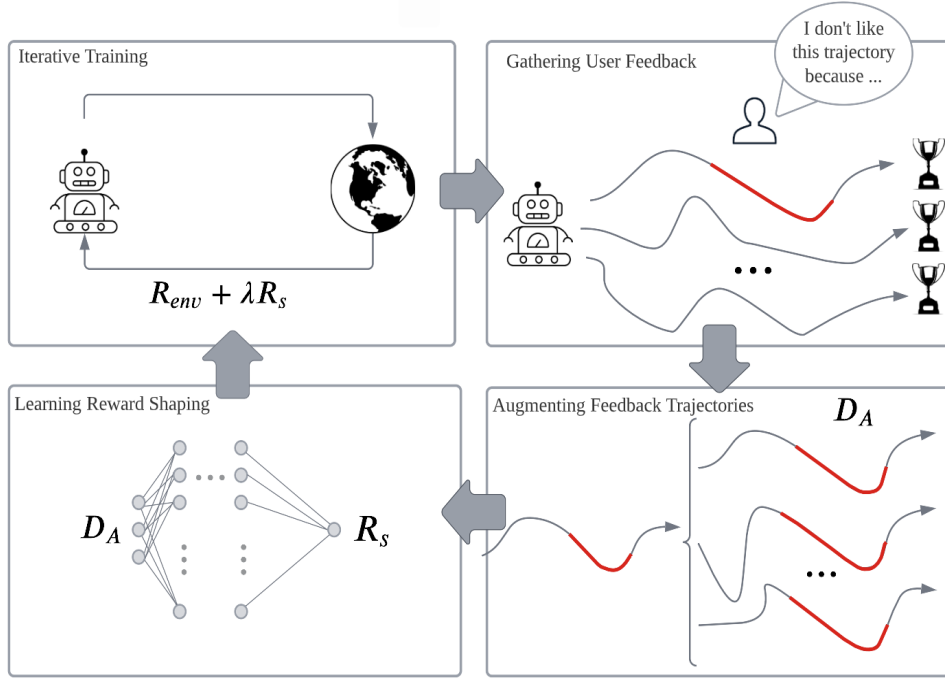 Iterative Training
R_env + λR_s
Gathering User Feedback
I don't like
this trajectory
because ...
...
Learning Reward Shaping
D_A
R_s
Augmenting Feedback Trajectories
D_A
...